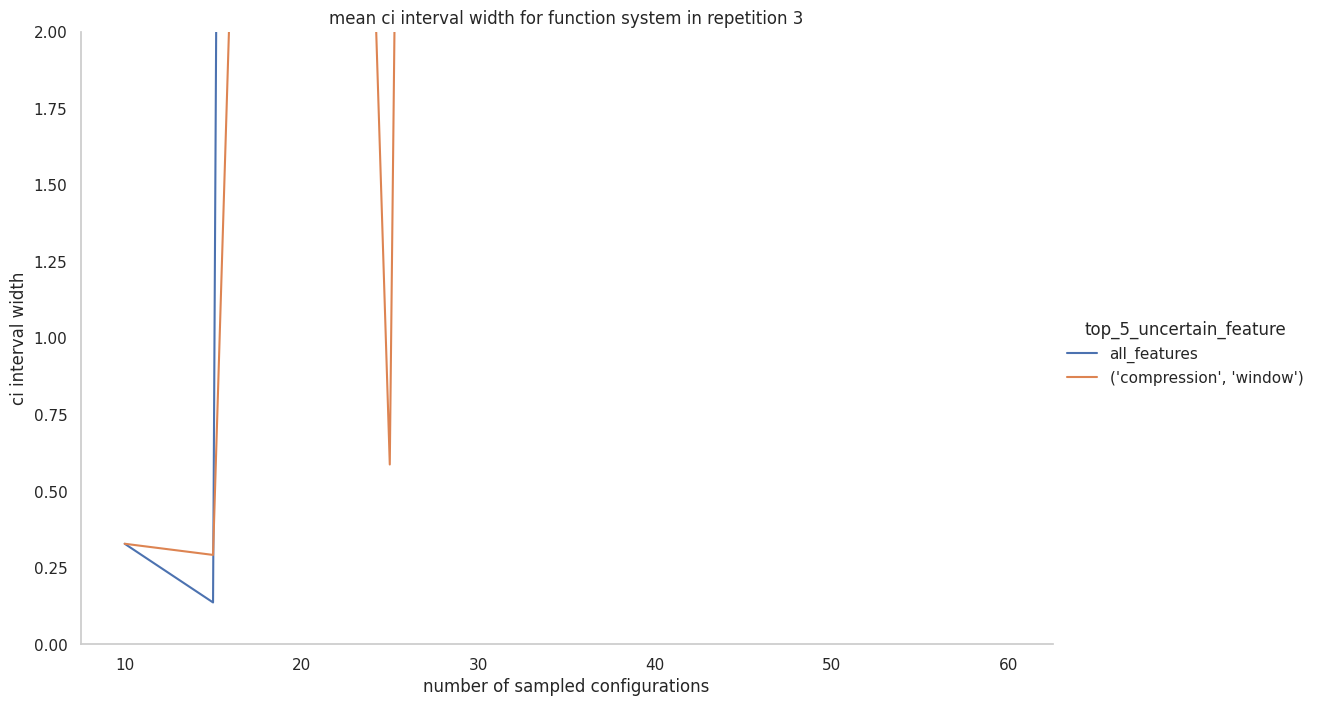 mean ci interval width for function system in repetition 3
2.00
1.75
1.50
1.25
1.00
0.75
0.50
0.25
0.00
ci interval width
10 20 30 40 50 60
number of sampled configurations
top_5_uncertain_feature
all_features
('compression', 'window')